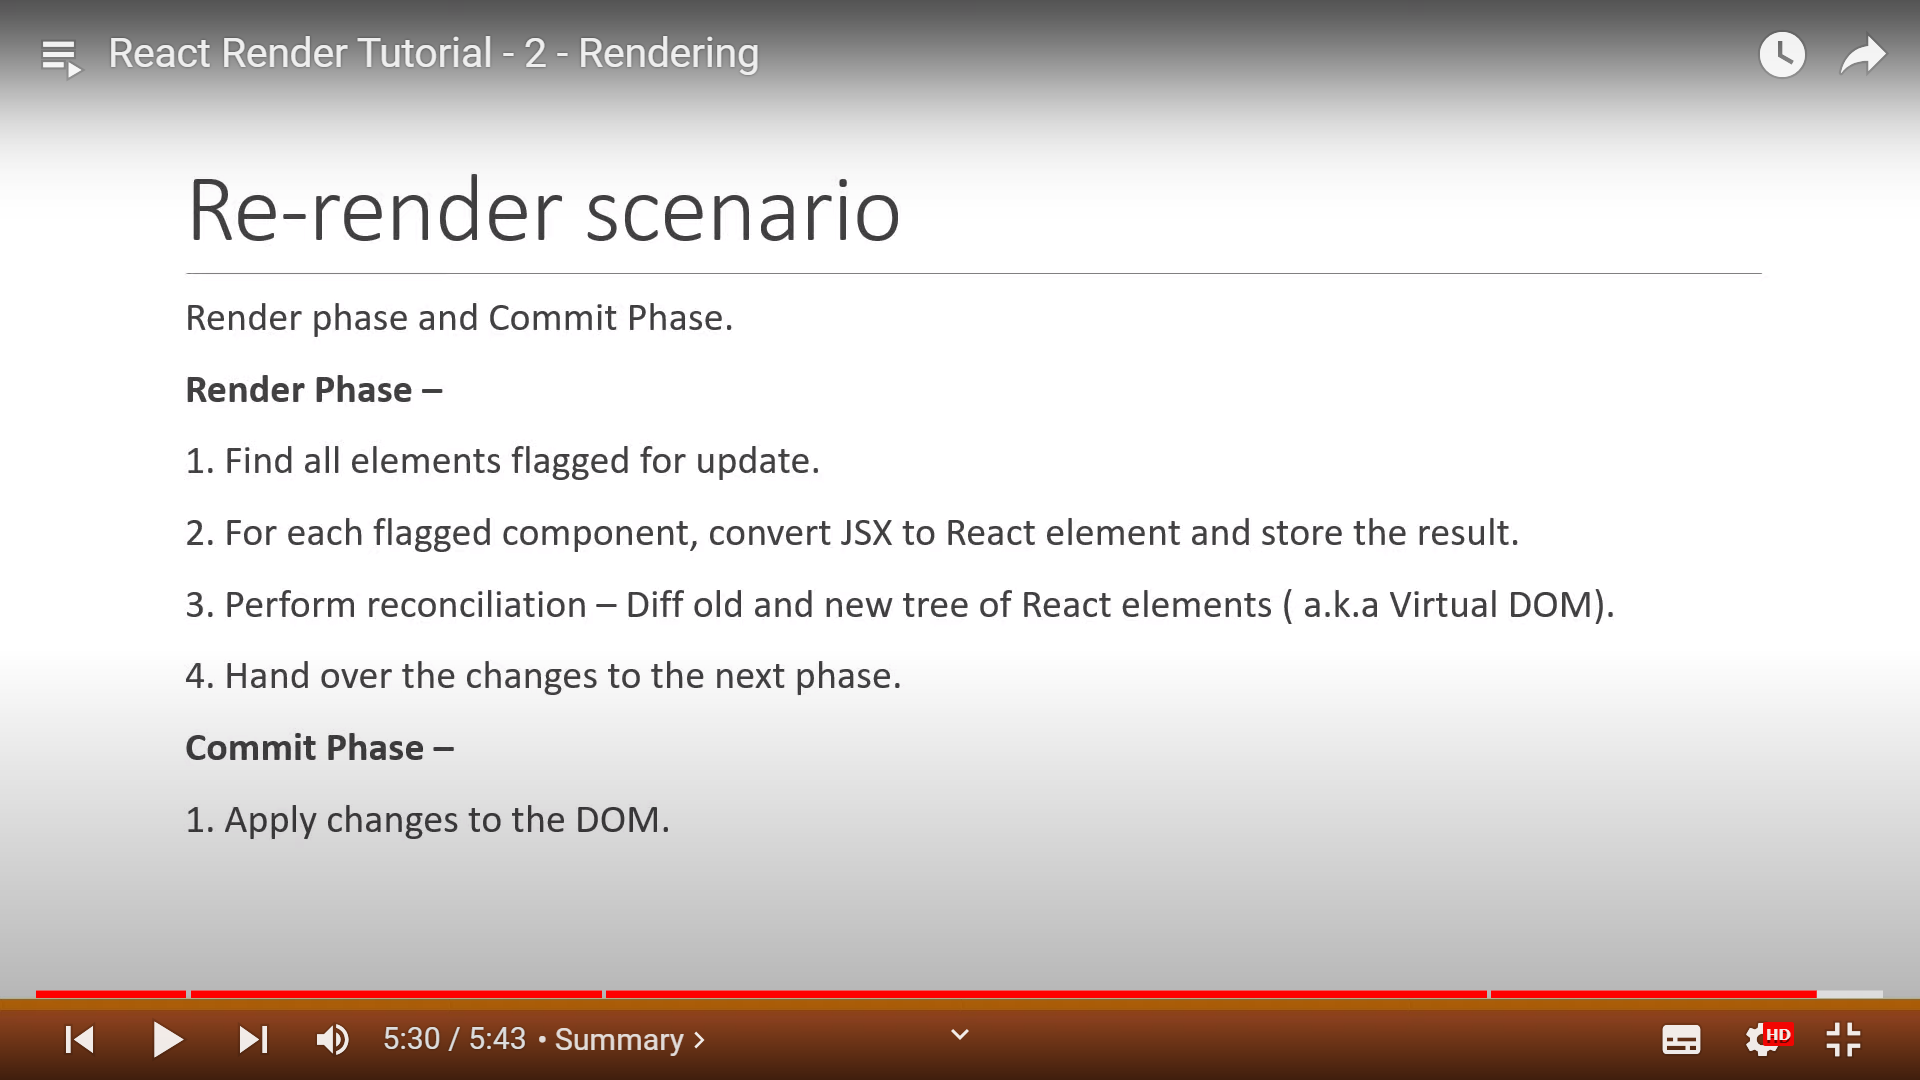 React Render Tutorial - 2 - Rendering
Re-render scenario
Render phase and Commit Phase.
Render Phase –
1. Find all elements flagged for update.
2. For each flagged component, convert JSX to React element and store the result.
3. Perform reconciliation – Diff old and new tree of React elements ( a.k.a Virtual DOM).
4. Hand over the changes to the next phase.
Commit Phase –
1. Apply changes to the DOM.
5:30 / 5:43 • Summary
HD